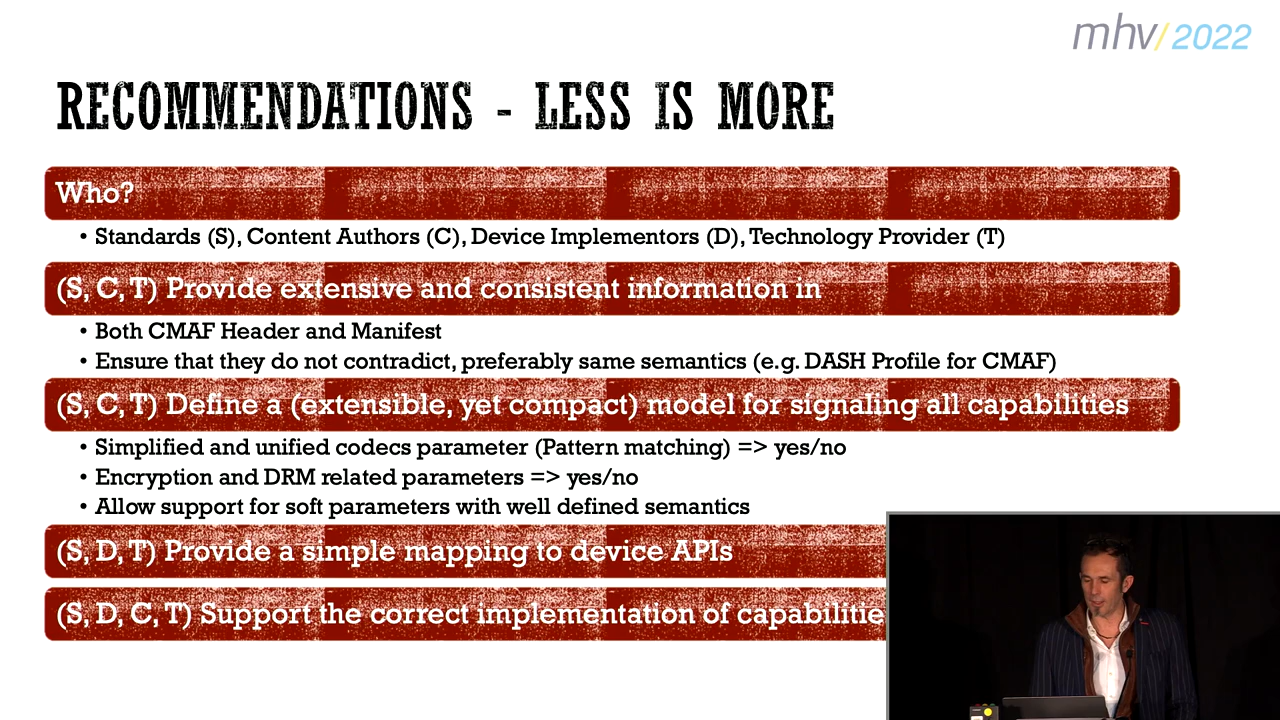 mhv/2022
RECOMMENDATIONS - LESS IS MORE
Who?
• Standards (S), Content Authors (C), Device Implementors (D), Technology Provider (T)
(S, C, T) Provide extensive and consistent information in
• Both CMAF Header and Manifest
• Ensure that they do not contradict, preferably same semantics (e.g. DASH Profile for CMAF)
(S, C, T) Define a (extensible, yet compact) model for signaling all capabilities
• Simplified and unified codecs parameter (Pattern matching) => yes/no
• Encryption and DRM related parameters => yes/no
• Allow support for soft parameters with well defined semantics
(S, D, T) Provide a simple mapping to device APIs
(S, D, C, T) Support the correct implementation of capabilitie